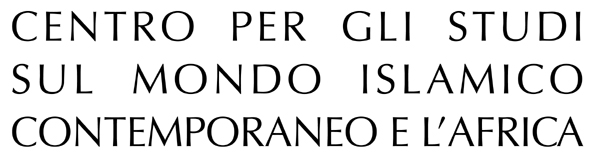 CENTRO PER GLI STUDI
SUL MONDO ISLAMICO
CONTEMPORANEO E L'AFRICA